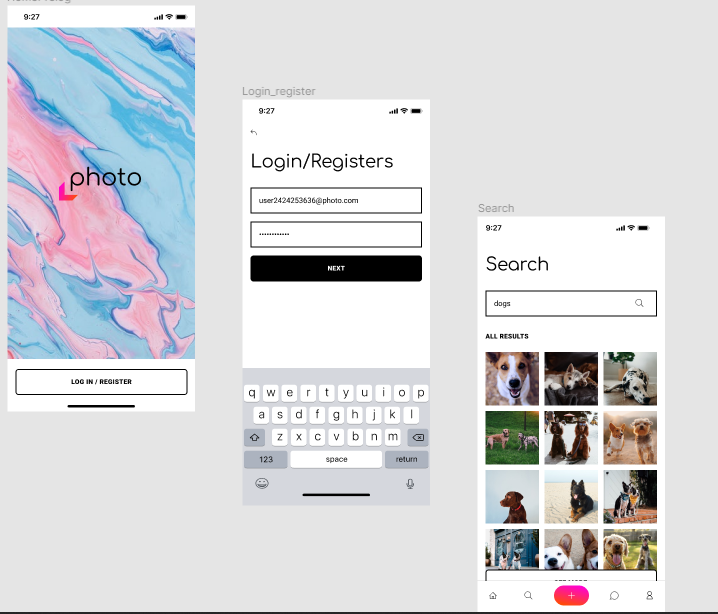 9:27
photo
LOG IN / REGISTER
Login_register
9:27
Login/Registers
user2424253636@photo.com
NEXT
q w e r t y u i o p
a s d f g h j k l
z x c v b n m
123 space return
Search
9:27
Search
dogs
ALL RESULTS